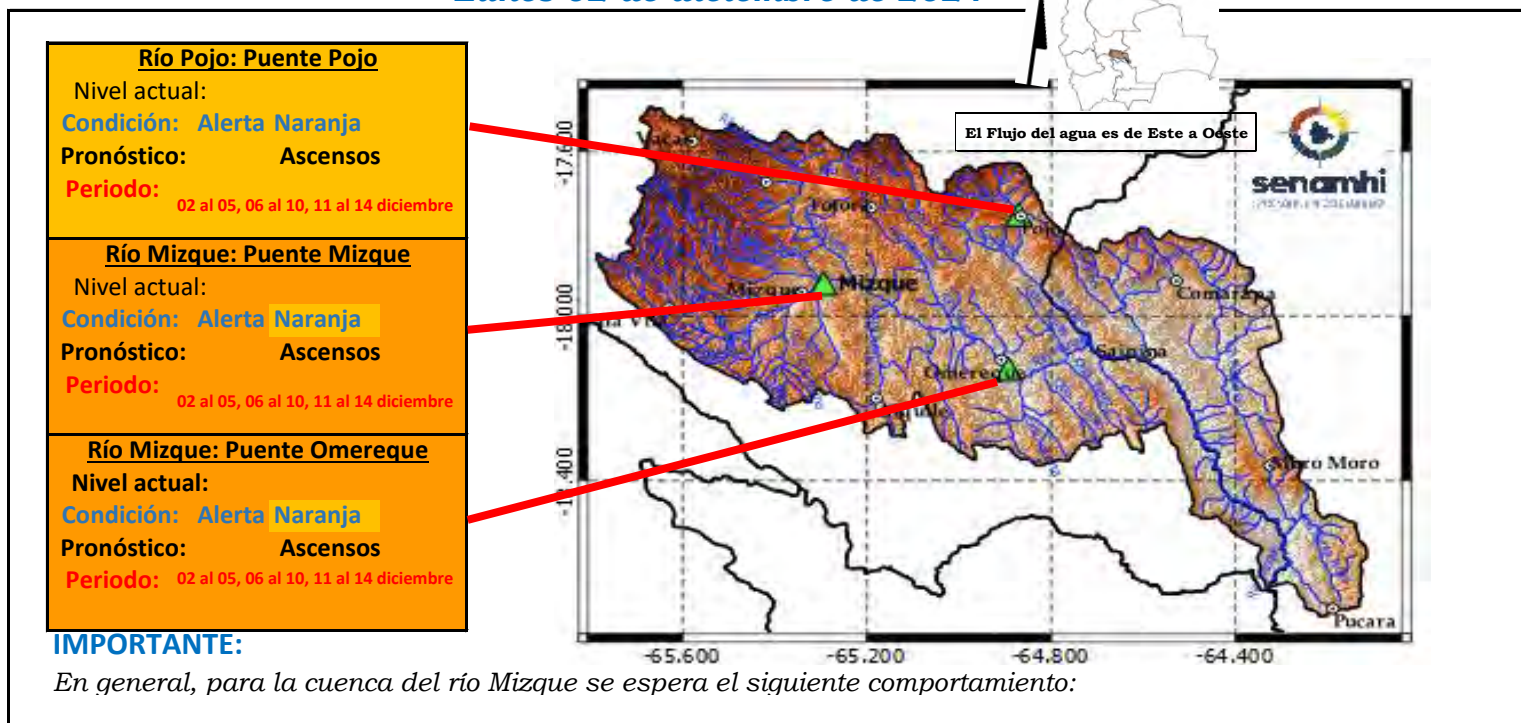 Río Pojo: Puente Pojo
Nivel actual:
Condición: Alerta Naranja
Pronóstico: Ascensos
Periodo:
02 al 05, 06 al 10, 11 al 14 diciembre
Río Mizque: Puente Mizque
Nivel actual:
Condición: Alerta Naranja
Pronóstico: Ascensos
Periodo:
02 al 05, 06 al 10, 11 al 14 diciembre
Río Mizque: Puente Omereque
Nivel actual:
Condición: Alerta Naranja
Pronóstico: Ascensos
Periodo: 02 al 05, 06 al 10, 11 al 14 diciembre
El Flujo del agua es de Este a Oeste
senamhi
-17.600
Pojo
Mizque
Mizque
Comarapa
-18.000
Saipina
Omereque
Moro Moro
Pucara
-65.600
-65.200
-64.800
-64.400
IMPORTANTE:
En general, para la cuenca del río Mizque se espera el siguiente comportamiento: